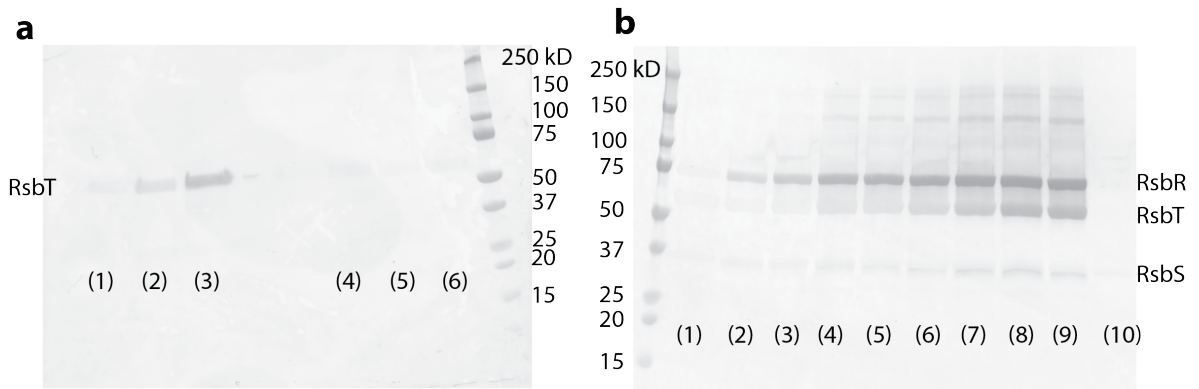 a
250 kD
150
100
75
50
37
25
20
15
RsbT
(1) (2) (3) (4) (5) (6)
b
250 kD
150
100
75
50
37
25
20
15
RsbR
RsbT
RsbS
(1) (2) (3) (4) (5) (6) (7) (8) (9) (10)